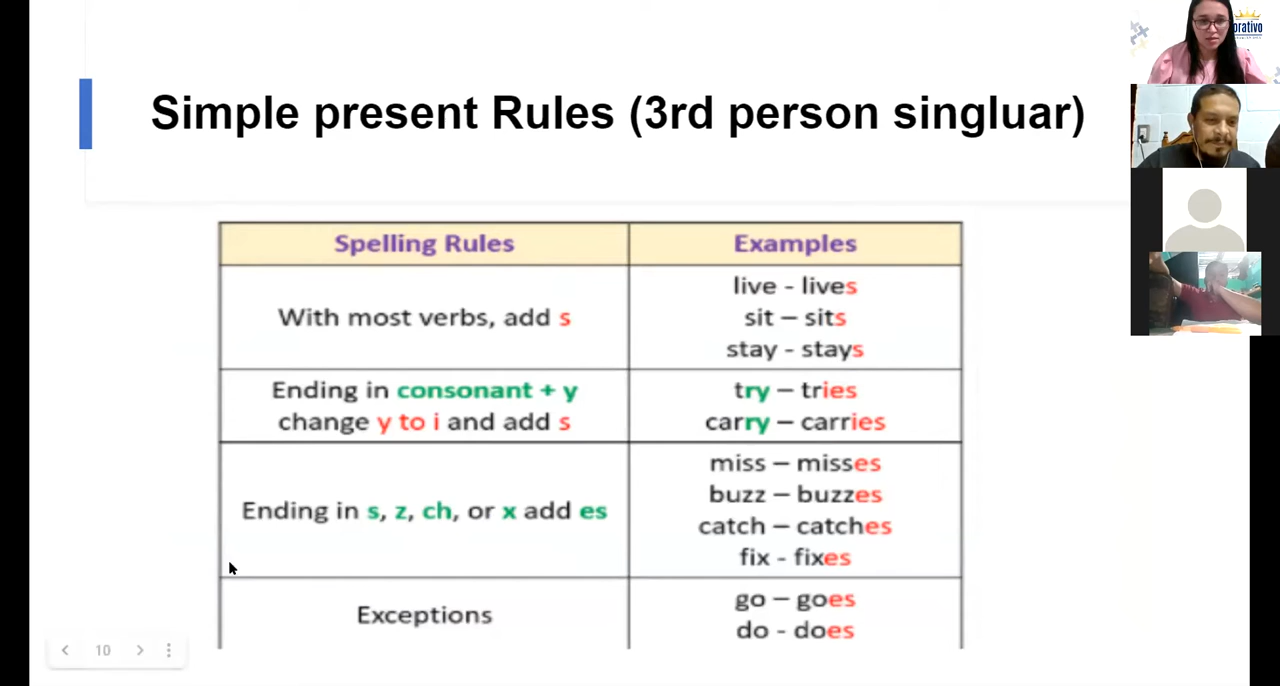 orativo
Simple present Rules (3rd person singluar)
Spelling Rules
Examples
With most verbs, add s
live - lives
sit – sits
stay - stays
Ending in consonant + y
change y to i and add s
try – tries
carry – carries
Ending in s, z, ch, or x add es
miss – misses
buzz – buzzes
catch – catches
fix - fixes
Exceptions
go – goes
do - does
10